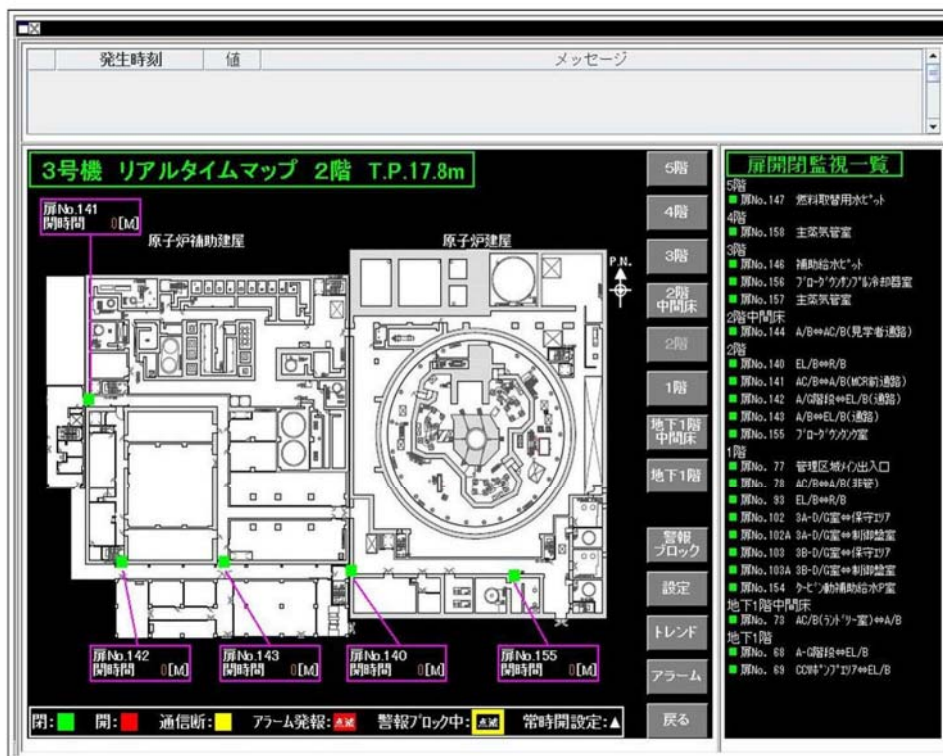 発生時刻 値 メッセージ
3号機 リアルタイムマップ 2階 T.P.17.8m
扉No.141
開時間 0[M]
原子炉補助建屋
原子炉建屋
P.N.
扉No.142
開時間 0[M]
扉No.143
開時間 0[M]
扉No.140
開時間 0[M]
扉No.155
開時間 0[M]
閉: 開: 通信断: アラーム発報:点滅 警報ブロック中:点滅 常時開設定:▲
5階
4階
3階
2階
中間床
2階
1階
地下1階
中間床
地下1階
警報
ブロック
設定
トレンド
アラーム
戻る
扉開閉監視一覧
5階
扉No.147 燃料取替用水ピット
4階
扉No.158 主蒸気管室
3階
扉No.146 補助給水ピット
扉No.156 ブローダウンサンプル冷却器室
扉No.157 主蒸気管室
2階中間床
扉No.144 A/B⇔AC/B(見学者通路)
2階
扉No.140 EL/B⇔R/B
扉No.141 AC/B⇔A/B(MCR前通路)
扉No.142 A/G階段⇔EL/B(通路)
扉No.143 A/B⇔EL/B(通路)
扉No.155 ブローダウンタンク室
1階
扉No. 77 管理区域メイン出入口
扉No. 78 AC/B⇔A/B(非管)
扉No. 93 EL/B⇔R/B
扉No.102 3A-D/G室⇔保守エリア
扉No.102A 3A-D/G室⇔制御盤室
扉No.103 3B-D/G室⇔保守エリア
扉No.103A 3B-D/G室⇔制御盤室
扉No.154 タービン動補助給水P室
地下1階中間床
扉No. 73 AC/B(ランドリー室)⇔A/B
地下1階
扉No. 68 A-G階段⇔EL/B
扉No. 69 CCWポンプエリア⇔EL/B